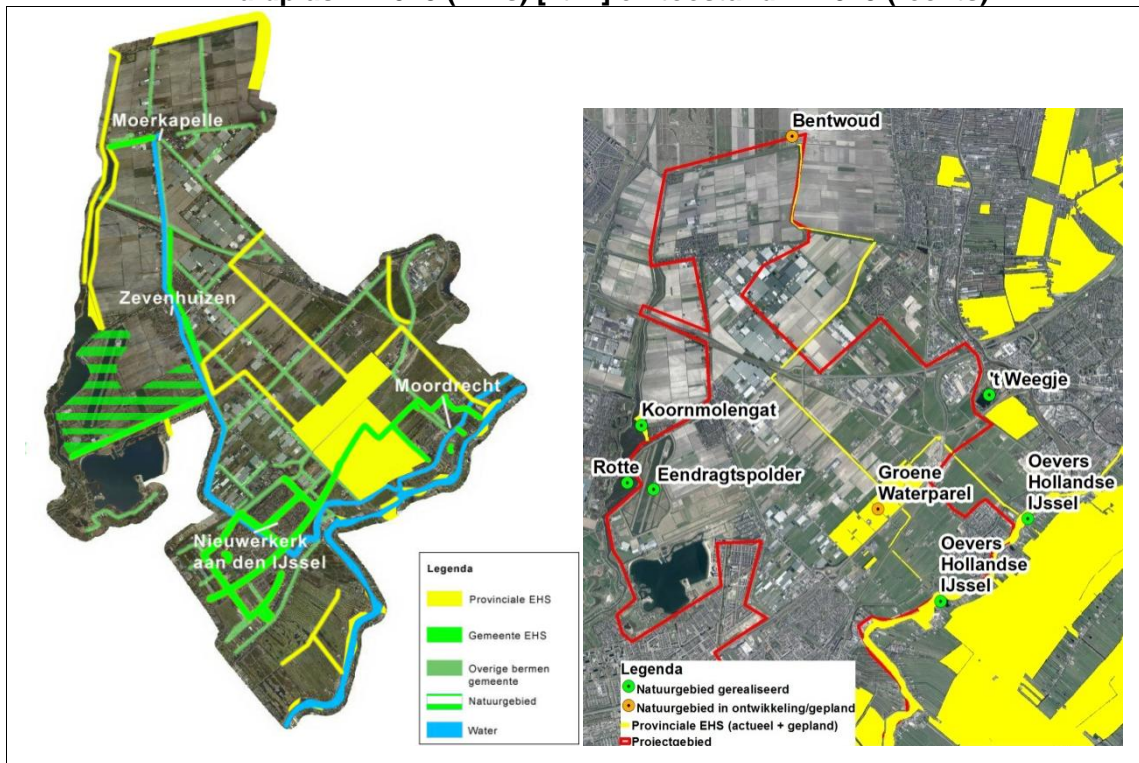 Moerkapelle
Zevenhuizen
Moordrecht
Nieuwerkerk
aan den IJssel
Legenda
Provinciale EHS
Gemeente EHS
Overige bermen
gemeente
Natuurgebied
Water
Bentwoud
't Weegje
Koornmolengat
Rotte
Eendragtspolder
Groene
Waterparel
Oevers
Hollandse
IJssel
Oevers
Hollandse
IJssel
Legenda
Natuurgebied gerealiseerd
Natuurgebied in ontwikkeling/gepland
Provinciale EHS (actueel + gepland)
Projectgebied